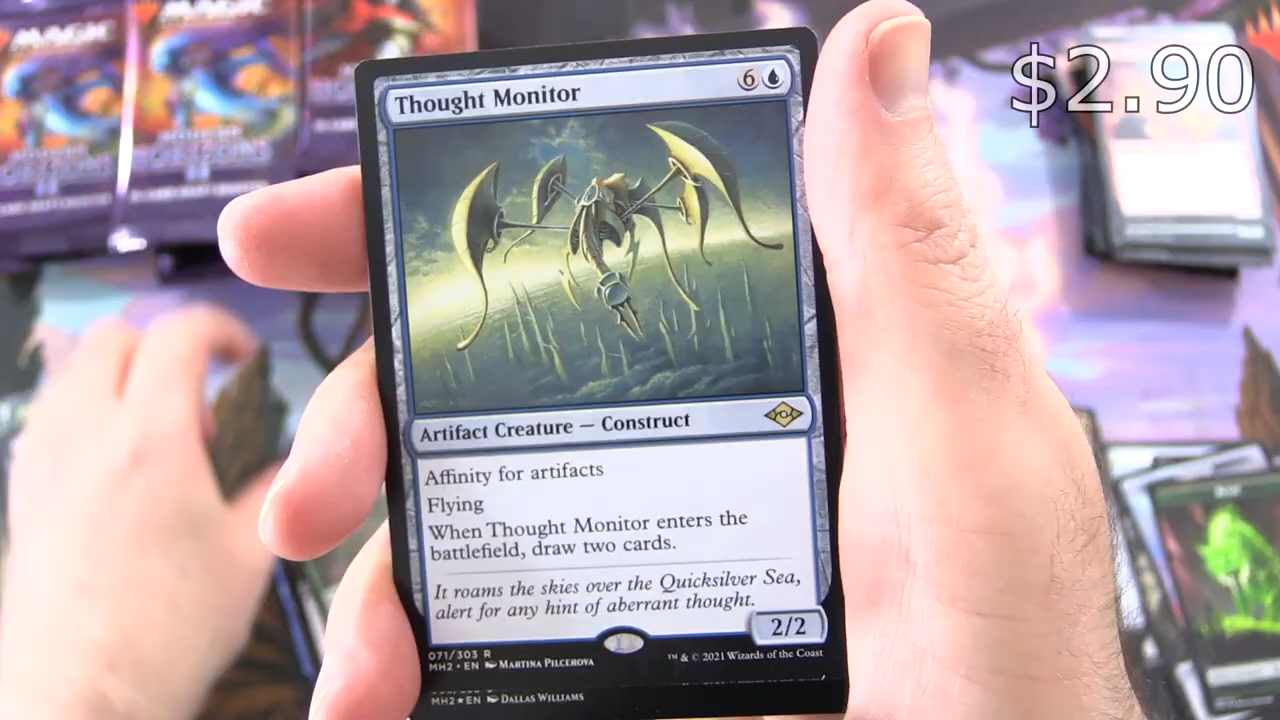 MAGIC
MAGIC
$2.90
Thought Monitor
6
Artifact Creature — Construct
Affinity for artifacts
Flying
When Thought Monitor enters the
battlefield, draw two cards.
It roams the skies over the Quicksilver Sea,
alert for any hint of aberrant thought.
2/2
071/303 R
MH2 • EN Martina Pilcerova
™ & © 2021 Wizards of the Coast
MH2★EN Dallas Williams